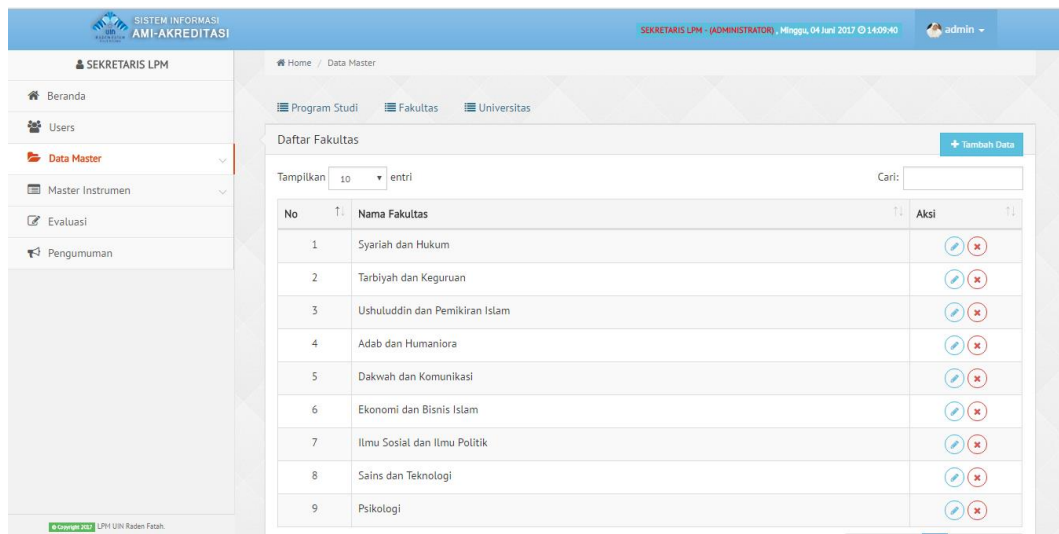 SISTEM INFORMASI
AMI-AKREDITASI
SEKRETARIS LPM - (ADMINISTRATOR) , Minggu, 04 Juni 2017 14:09:40
admin
SEKRETARIS LPM
Beranda
Users
Data Master
Master Instrumen
Evaluasi
Pengumuman
Home / Data Master
Program Studi Fakultas Universitas
Daftar Fakultas
+ Tambah Data
Tampilkan 10 entri
Cari:
No Nama Fakultas Aksi
1 Syariah dan Hukum
2 Tarbiyah dan Keguruan
3 Ushuluddin dan Pemikiran Islam
4 Adab dan Humaniora
5 Dakwah dan Komunikasi
6 Ekonomi dan Bisnis Islam
7 Ilmu Sosial dan Ilmu Politik
8 Sains dan Teknologi
9 Psikologi
© Copyright 2017 LPM UIN Raden Fatah.